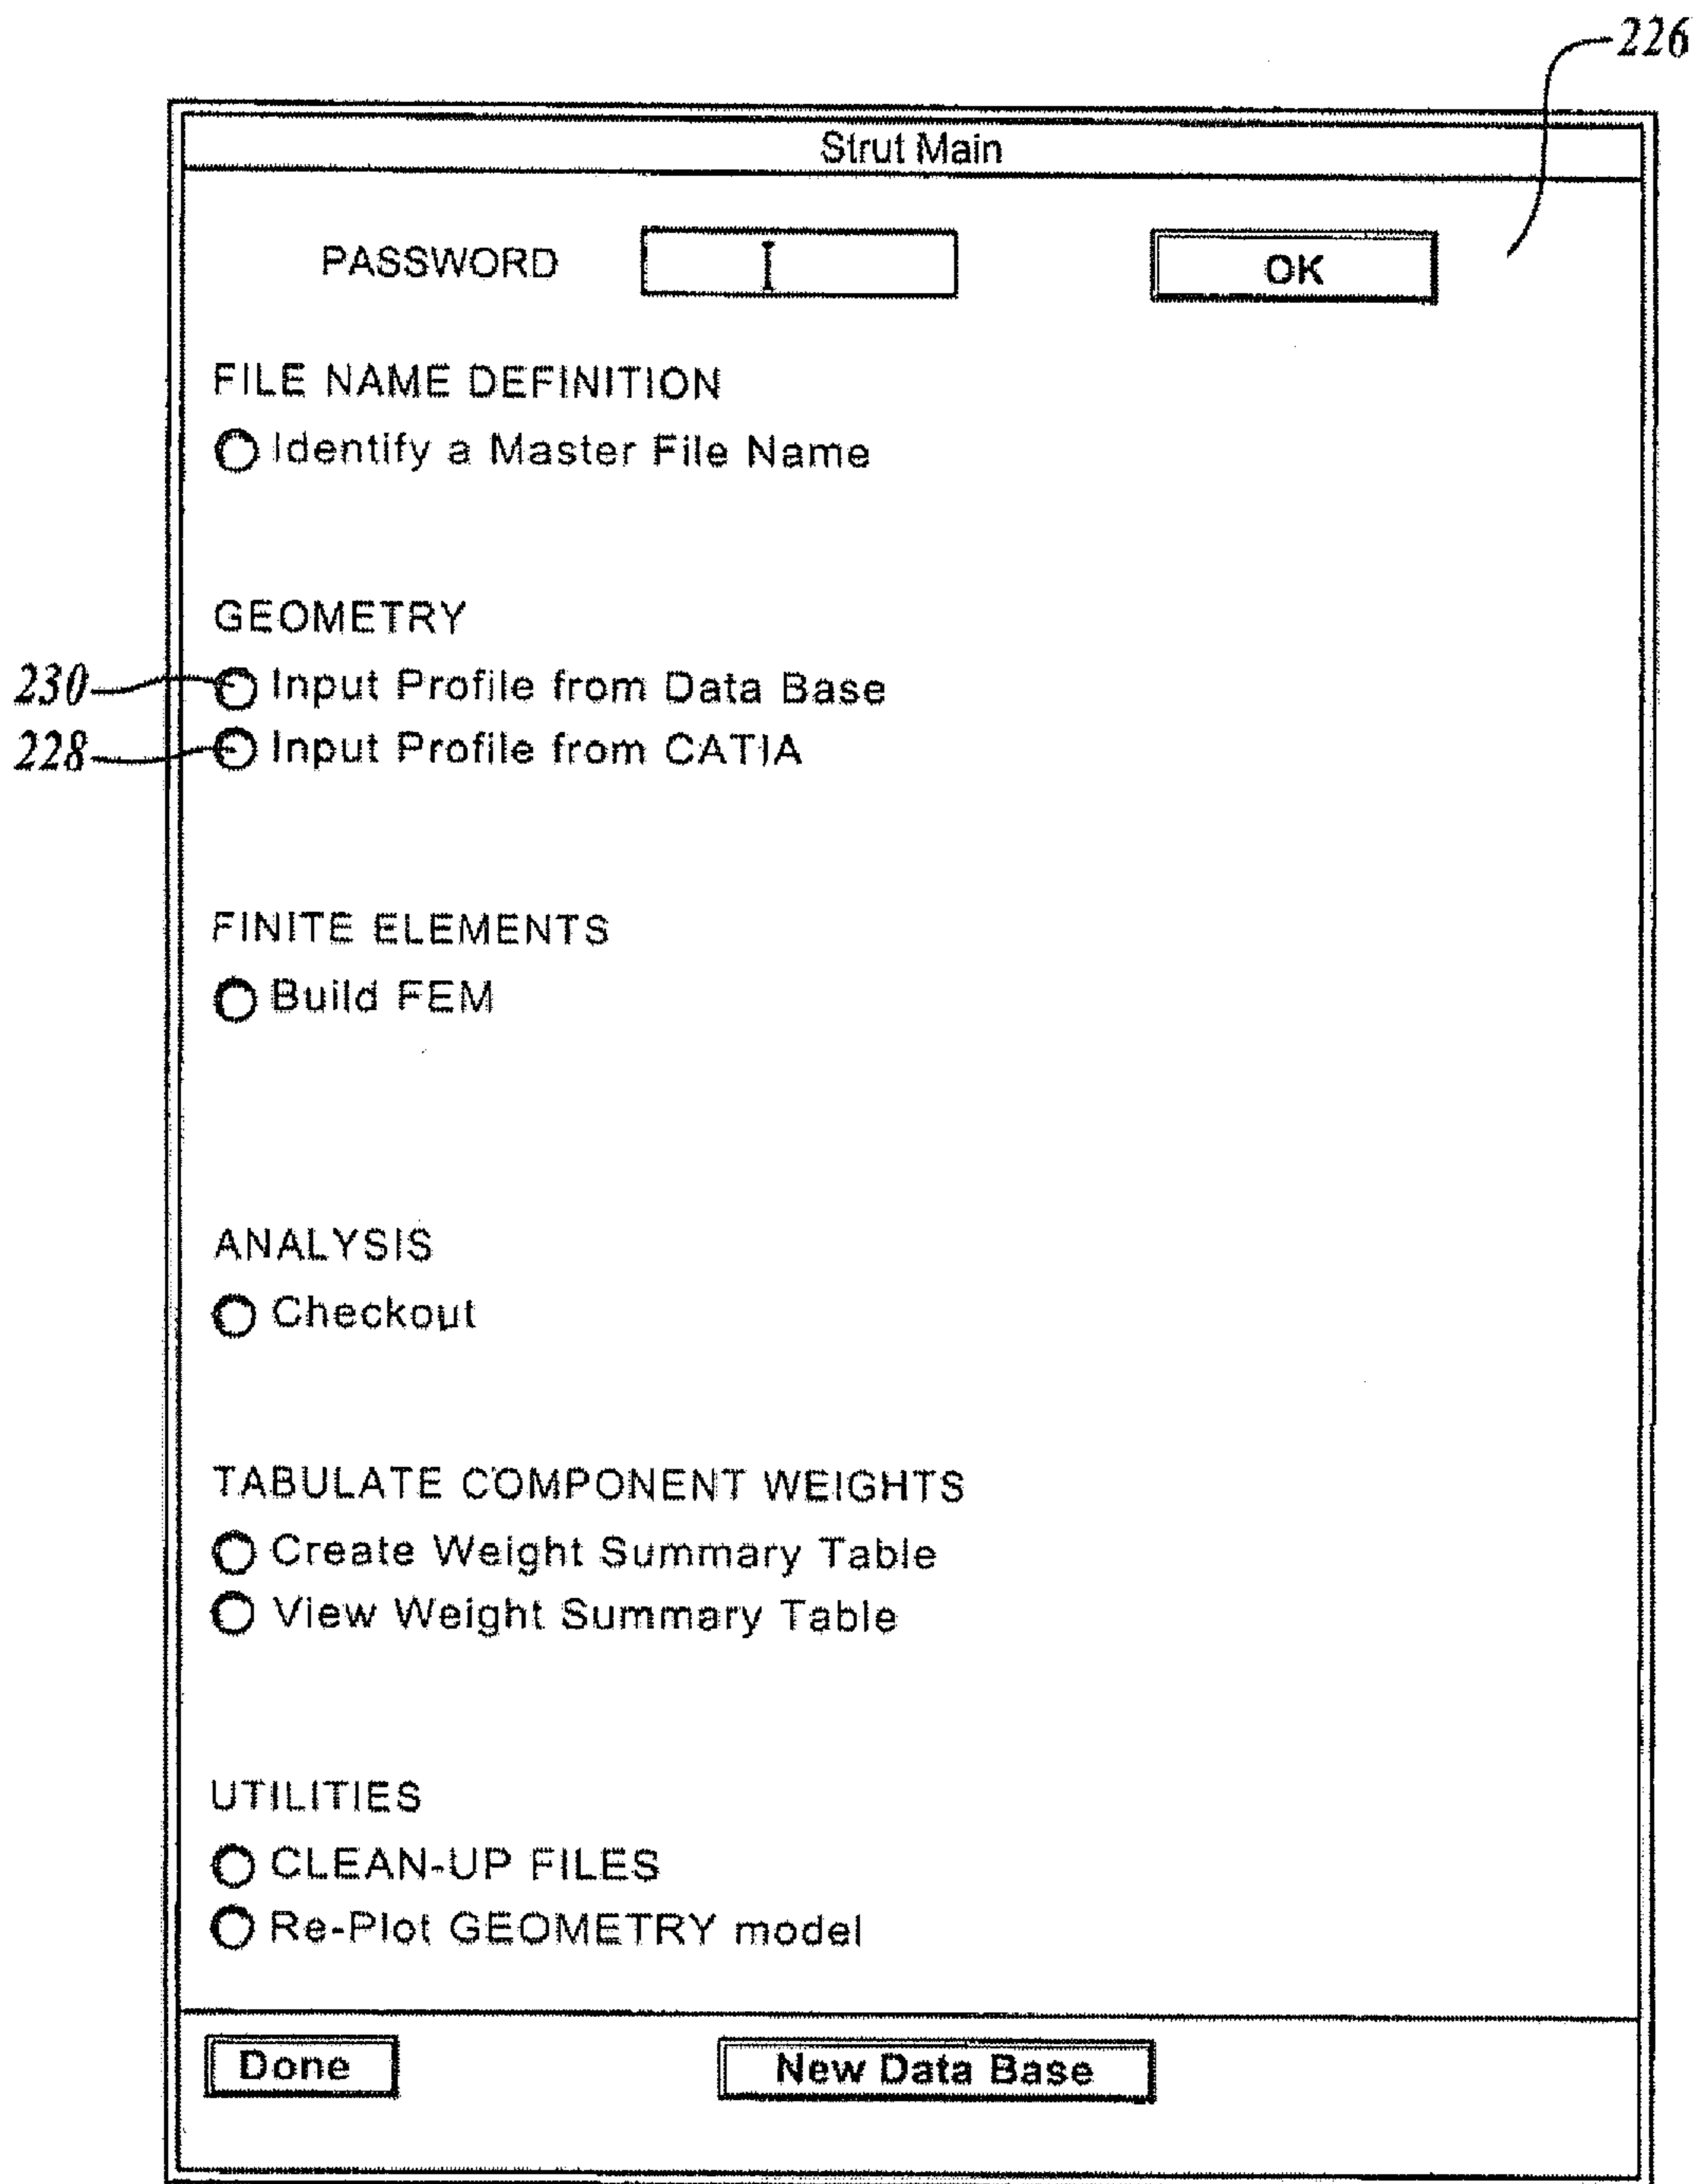 226
Strut Main
PASSWORD OK
FILE NAME DEFINITION
Identify a Master File Name
GEOMETRY
230 Input Profile from Data Base
228 Input Profile from CATIA
FINITE ELEMENTS
Build FEM
ANALYSIS
Checkout
TABULATE COMPONENT WEIGHTS
Create Weight Summary Table
View Weight Summary Table
UTILITIES
CLEAN-UP FILES
Re-Plot GEOMETRY model
Done New Data Base